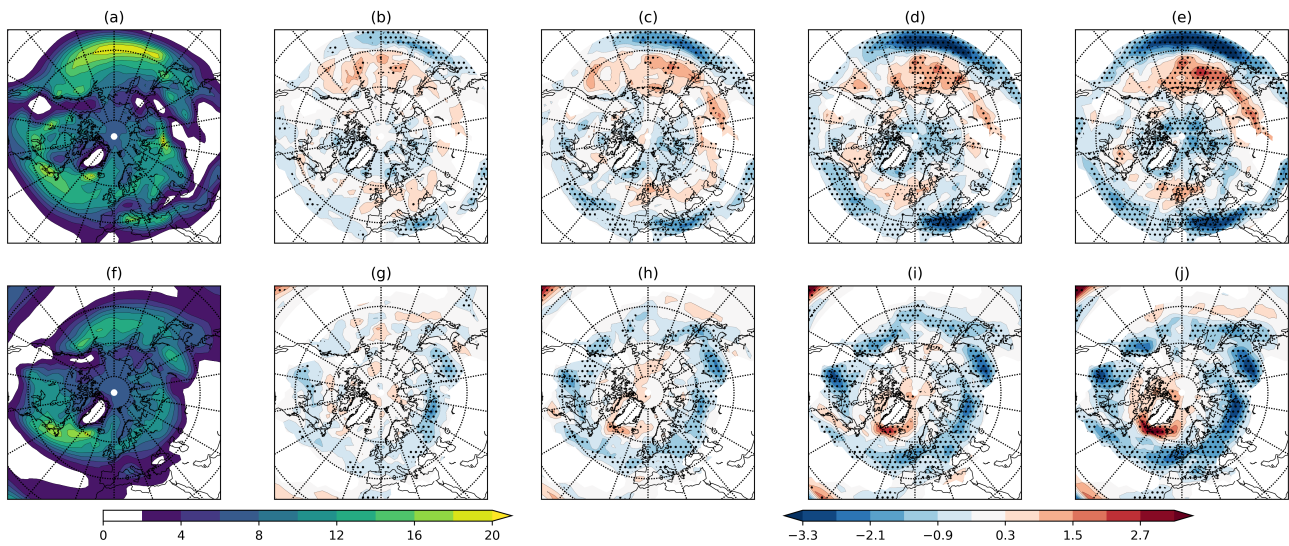 (a) (b) (c) (d) (e)
(f) (g) (h) (i) (j)
0 4 8 12 16 20 −3.3 −2.1 −0.9 0.3 1.5 2.7